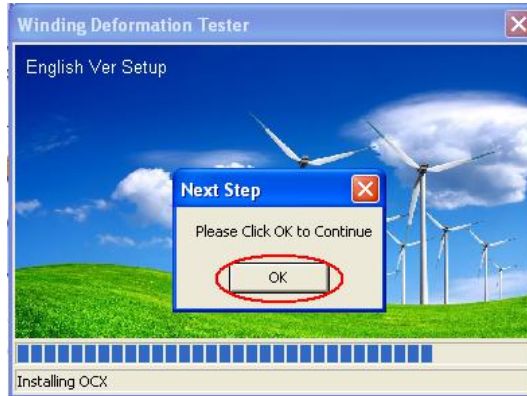 Winding Deformation Tester
English Ver Setup
Next Step
Please Click OK to Continue
OK
Installing OCX